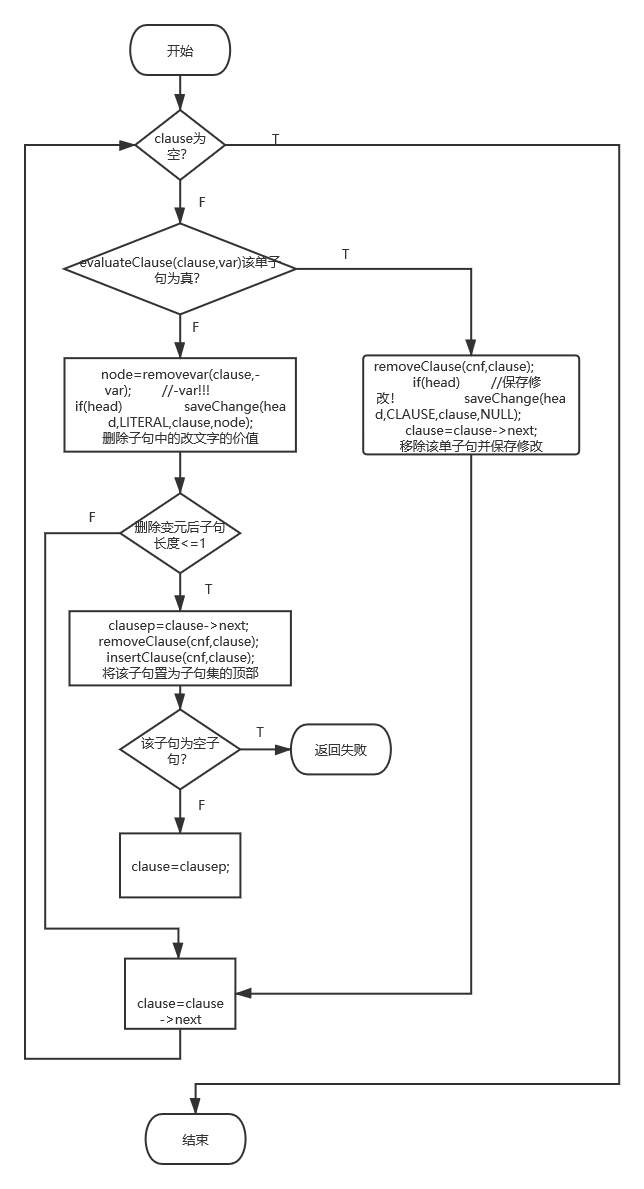 开始
clause为
空?
T
F
evaluateClause(clause,var)该单子
句为真?
T
F
node=removevar(clause,-
var); //-var!!!
if(head) saveChange(hea
d,LITERAL,clause,node);
删除子句中的改文字的价值
removeClause(cnf,clause);
if(head) //保存修
改! saveChange(hea
d,CLAUSE,clause,NULL);
clause=clause->next;
移除该单子句并保存修改
F
删除变元后子句
长度<=1
T
clausep=clause->next;
removeClause(cnf,clause);
insertClause(cnf,clause);
将该子句置为子句集的顶部
该子句为空子
句?
T
返回失败
F
clause=clausep;
clause=clause
->next
结束